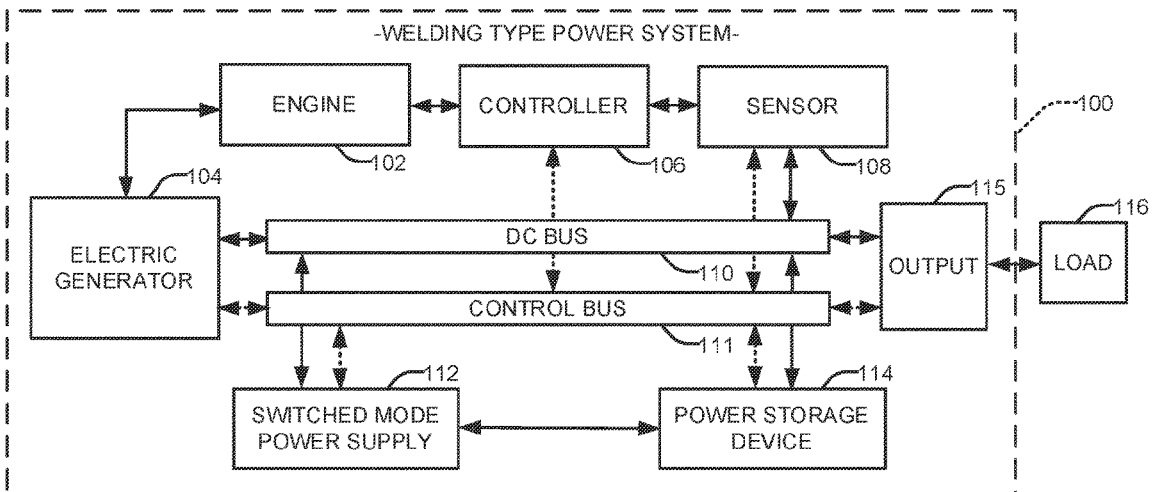 -WELDING TYPE POWER SYSTEM-
ENGINE
CONTROLLER
SENSOR
100
102
106
108
104
115
116
ELECTRIC
GENERATOR
DC BUS
110
OUTPUT
LOAD
CONTROL BUS
111
112
114
SWITCHED MODE
POWER SUPPLY
POWER STORAGE
DEVICE